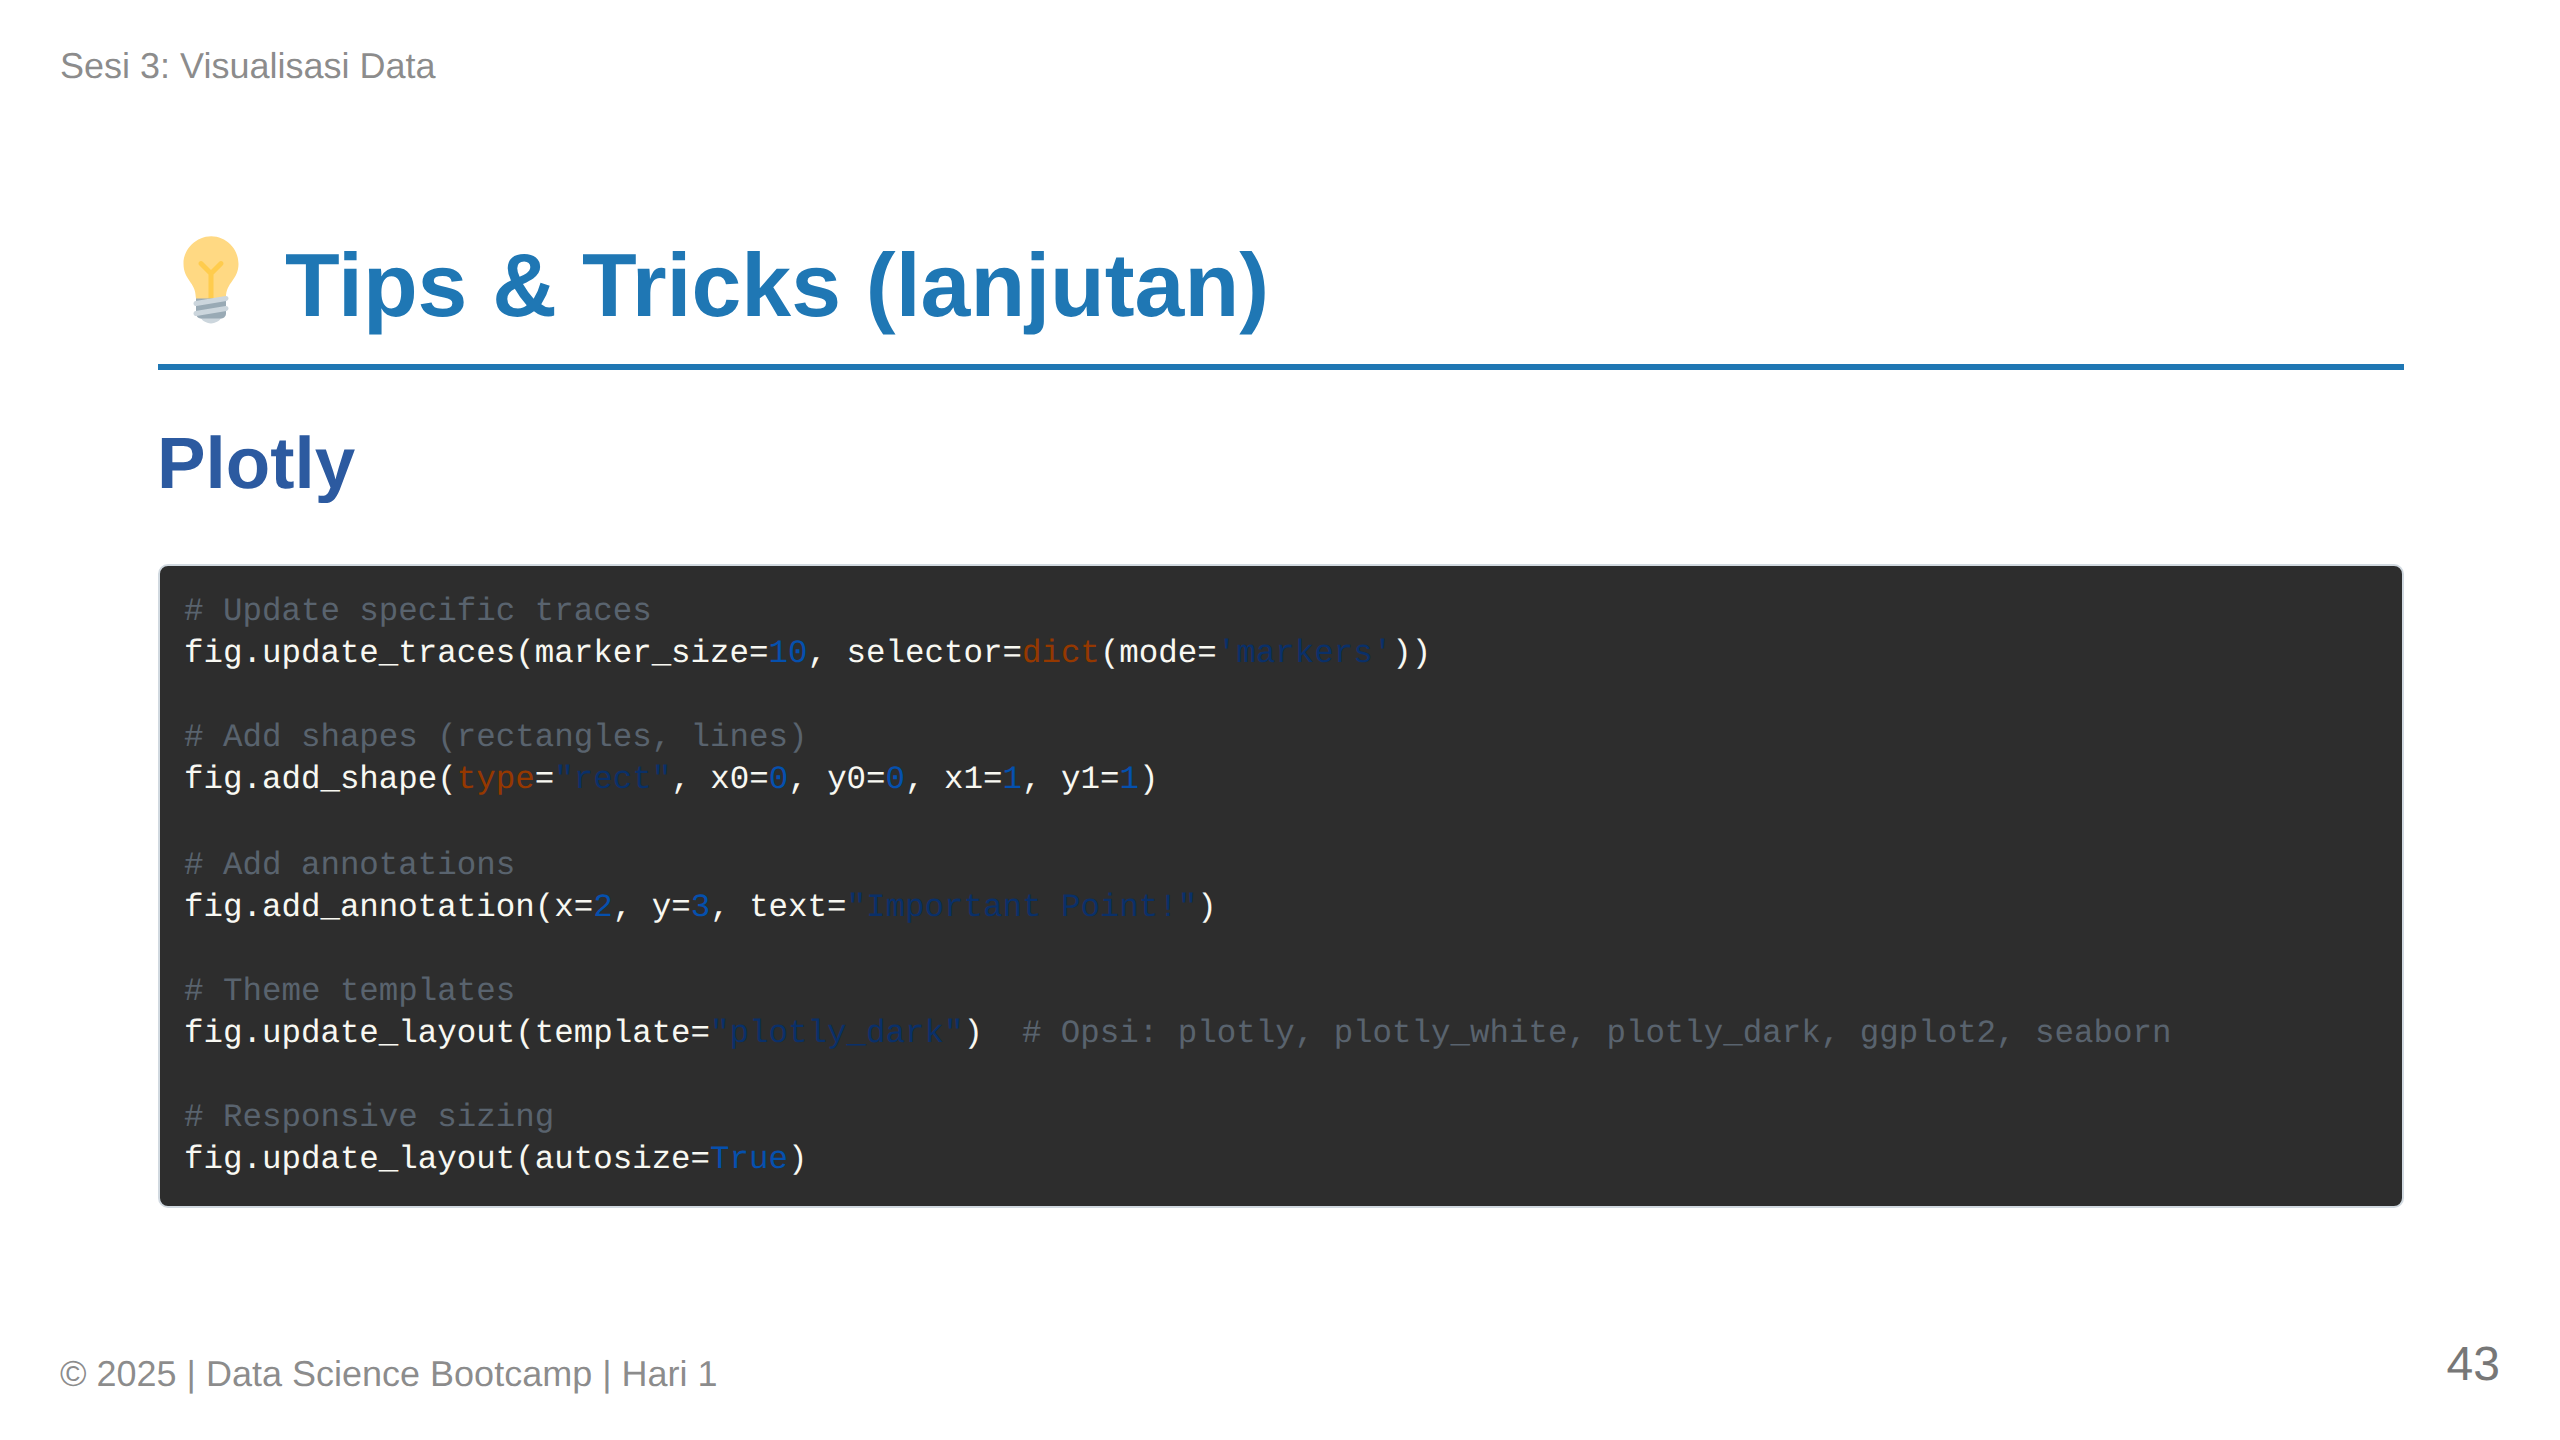 Sesi 3: Visualisasi Data
💡 Tips & Tricks (lanjutan)
Plotly
# Update specific traces
fig.update_traces(marker_size=10, selector=dict(mode='markers'))
# Add shapes (rectangles, lines)
fig.add_shape(type="rect", x0=0, y0=0, x1=1, y1=1)
# Add annotations
fig.add_annotation(x=2, y=3, text="Important Point!")
# Theme templates
fig.update_layout(template="plotly_dark")  # Opsi: plotly, plotly_white, plotly_dark, ggplot2, seaborn
# Responsive sizing
fig.update_layout(autosize=True)
© 2025 | Data Science Bootcamp | Hari 1
43